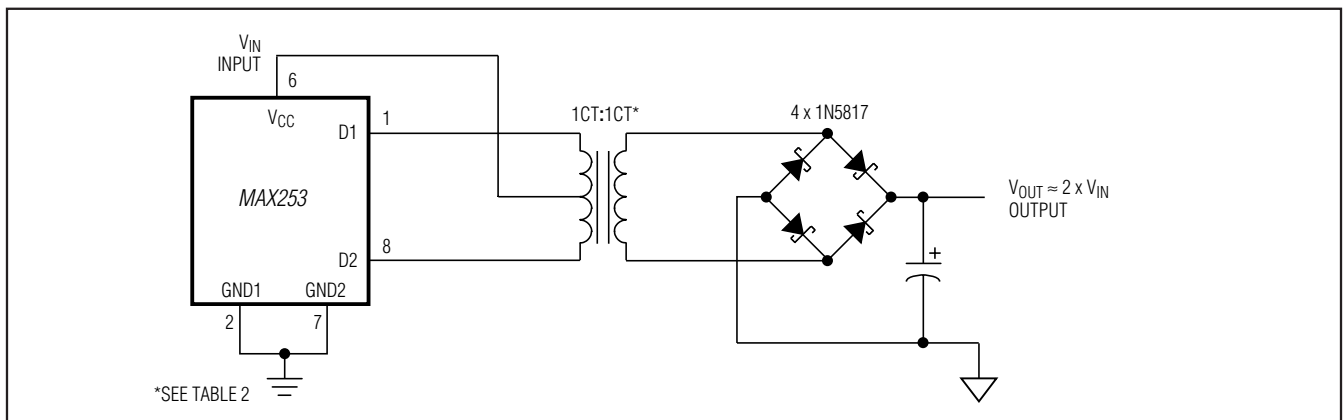 V_IN
INPUT
6
V_CC
D1
1
MAX253
D2
8
GND1
GND2
2
7
*SEE TABLE 2
1CT:1CT*
4 x 1N5817
V_OUT ≈ 2 x V_IN
OUTPUT
+